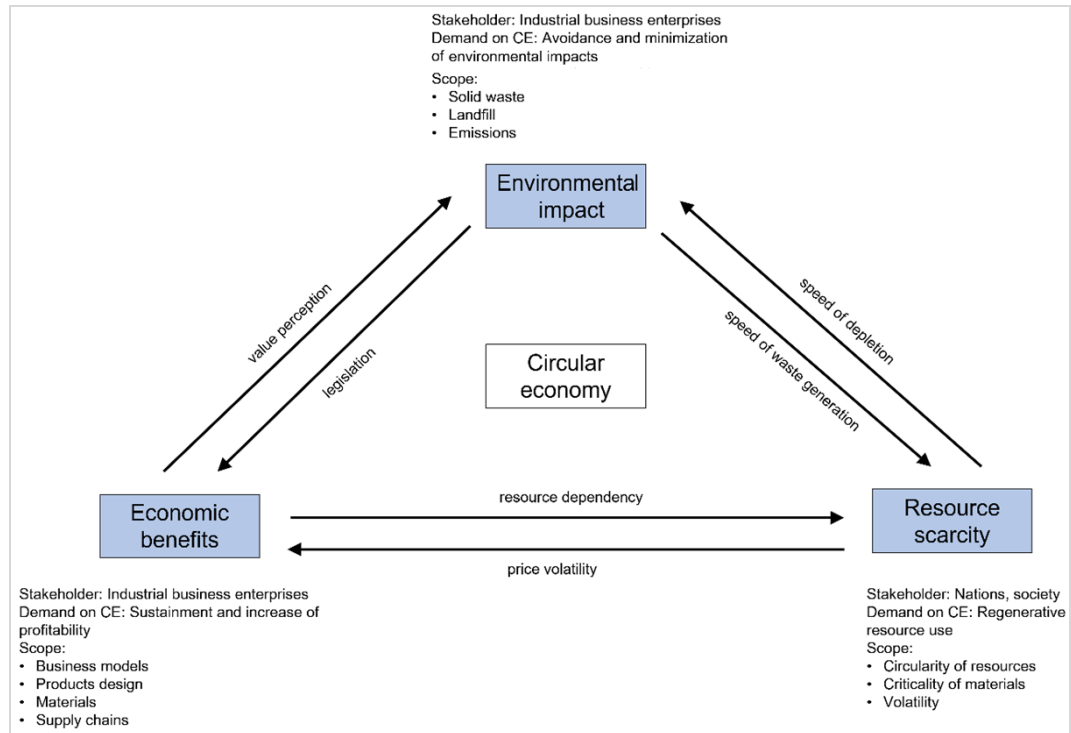 Stakeholder: Industrial business enterprises
Demand on CE: Avoidance and minimization
of environmental impacts
Scope:
• Solid waste
• Landfill
• Emissions
Environmental
impact
value perception
legislation
speed of depletion
speed of waste generation
Circular
economy
Economic
benefits
resource dependency
price volatility
Resource
scarcity
Stakeholder: Industrial business enterprises
Demand on CE: Sustainment and increase of
profitability
Scope:
• Business models
• Products design
• Materials
• Supply chains
Stakeholder: Nations, society
Demand on CE: Regenerative
resource use
Scope:
• Circularity of resources
• Criticality of materials
• Volatility